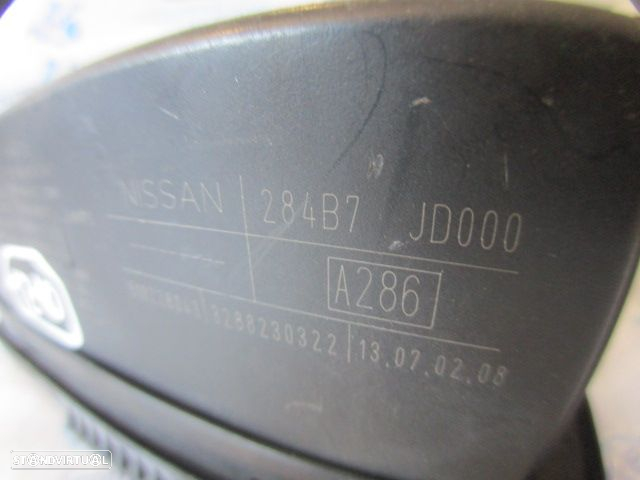 NISSAN 284B7 JD000
-----
A286
3288230322 13.07.02.08
STANDVIRTUAL